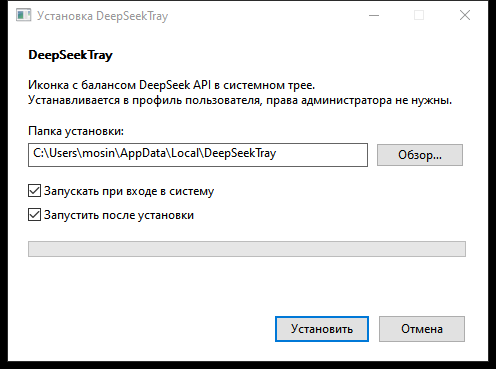 Установка DeepSeekTray
DeepSeekTray
Иконка с балансом DeepSeek API в системном трее.
Устанавливается в профиль пользователя, права администратора не нужны.
Папка установки:
C:\Users\mosin\AppData\Local\DeepSeekTray
Обзор...
Запускать при входе в систему
Запустить после установки
Установить
Отмена